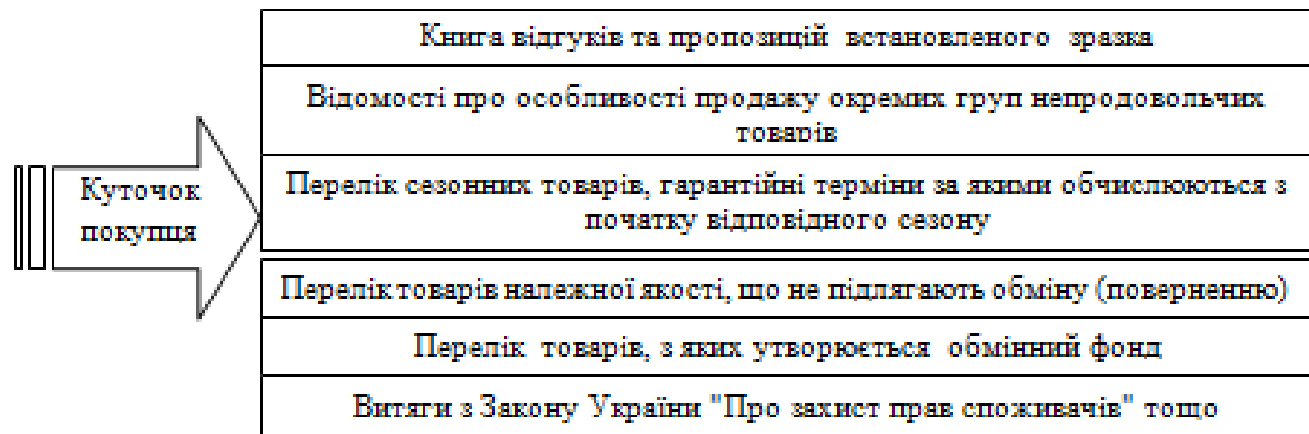 Куточок
покупця
Книга відгуків та пропозицій встановленого зразка
Відомості про особливості продажу окремих груп непродовольчих
товарів
Перелік сезонних товарів, гарантійні терміни за якими обчислюються з
початку відповідного сезону
Перелік товарів належної якості, що не підлягають обміну (поверненню)
Перелік товарів, з яких утворюється обмінний фонд
Витяги з Закону України "Про захист прав споживачів" тощо